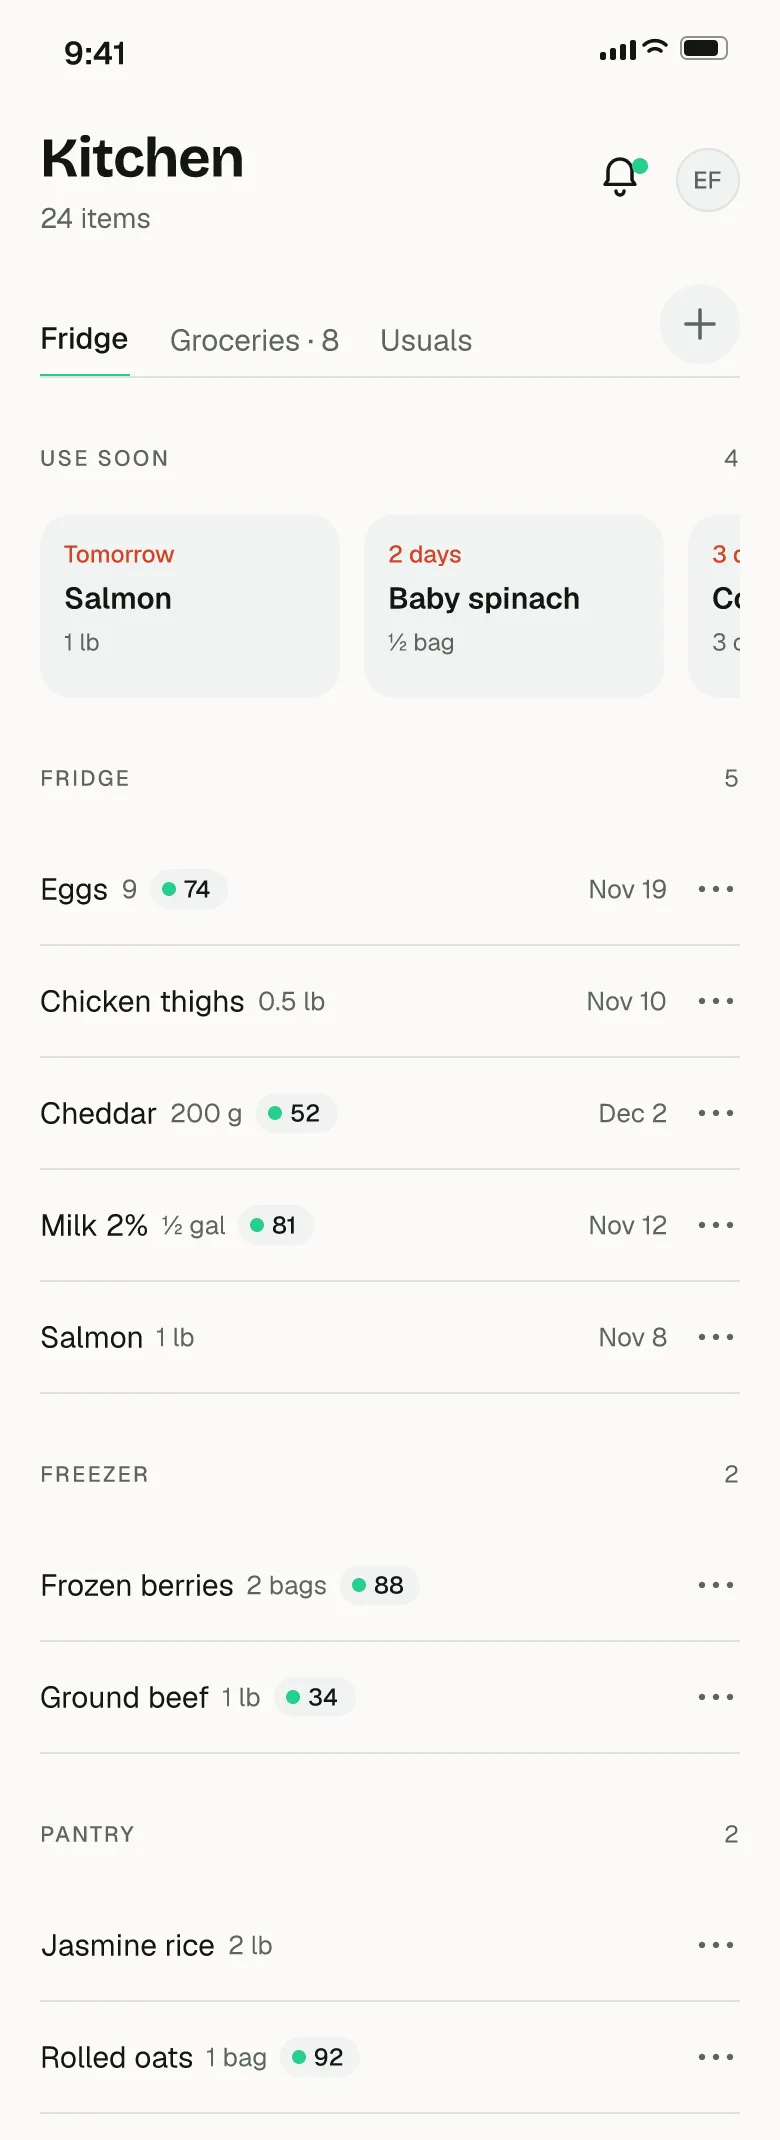 9:41
Kitchen
24 items
EF
Fridge
Groceries · 8
Usuals
USE SOON
4
Tomorrow
Salmon
1 lb
2 days
Baby spinach
½ bag
3
3
FRIDGE
5
Eggs 9 74 Nov 19
Chicken thighs 0.5 lb Nov 10
Cheddar 200 g 52 Dec 2
Milk 2% ½ gal 81 Nov 12
Salmon 1 lb Nov 8
FREEZER
2
Frozen berries 2 bags 88
Ground beef 1 lb 34
PANTRY
2
Jasmine rice 2 lb
Rolled oats 1 bag 92